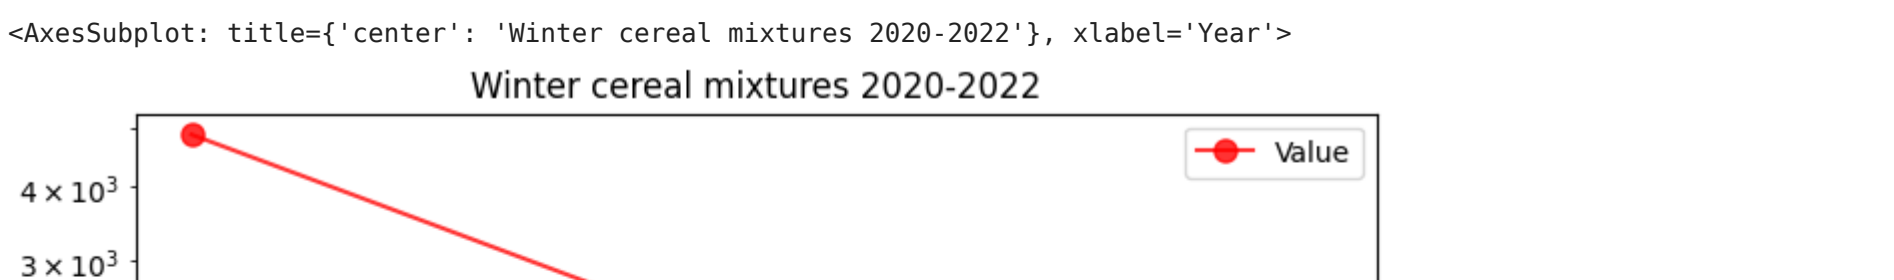 <AxesSubplot: title={'center': 'Winter cereal mixtures 2020-2022'}, xlabel='Year'>
Winter cereal mixtures 2020-2022
Value
4 × 10³
3 × 10³